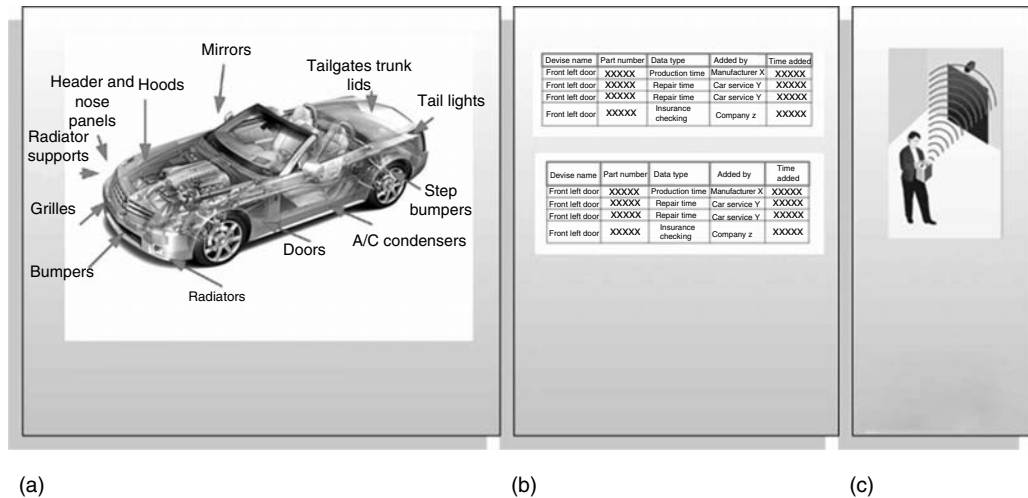 Mirrors
Header and
nose
panels
Hoods
Tailgates trunk
lids
Tail lights
Radiator
supports
Grilles
Step
bumpers
A/C condensers
Doors
Bumpers
Radiators
Devise name Part number Data type Added by Time added
Front left door XXXXX Production time Manufacturer X XXXXX
Front left door XXXXX Repair time Car service Y XXXXX
Front left door XXXXX Repair time Car service Y XXXXX
Front left door XXXXX Insurance checking Company z XXXXX
Devise name Part number Data type Added by Time added
Front left door XXXXX Production time Manufacturer X XXXXX
Front left door XXXXX Repair time Car service Y XXXXX
Front left door XXXXX Repair time Car service Y XXXXX
Front left door XXXXX Insurance checking Company z XXXXX
(a) (b) (c)